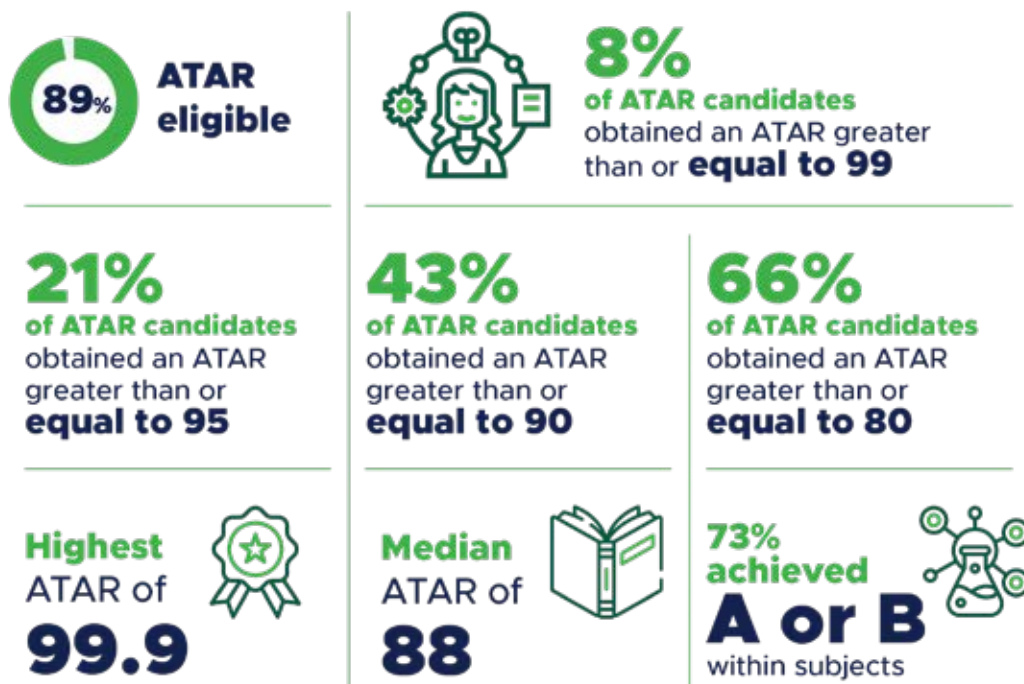 89%
ATAR
eligible
8%
of ATAR candidates
obtained an ATAR greater
than or equal to 99
21%
of ATAR candidates
obtained an ATAR
greater than or
equal to 95
43%
of ATAR candidates
obtained an ATAR
greater than or
equal to 90
66%
of ATAR candidates
obtained an ATAR
greater than or
equal to 80
Highest
ATAR of
99.9
Median
ATAR of
88
73%
achieved
A or B
within subjects